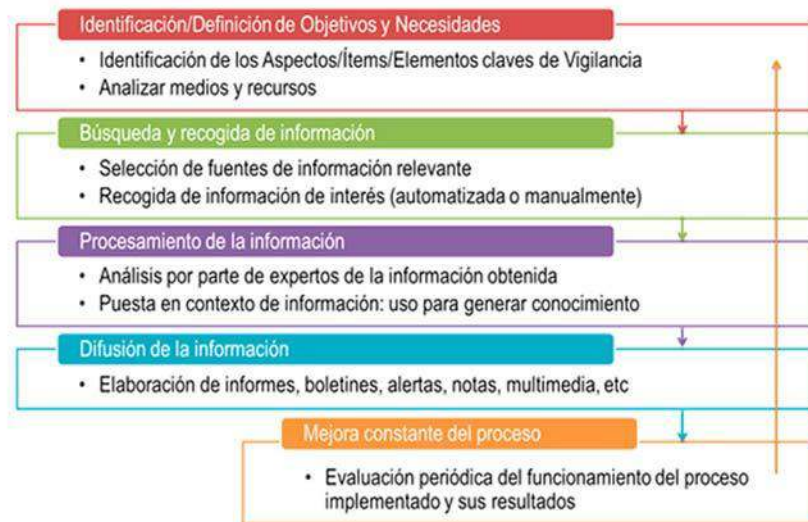 Identificación/Definición de Objetivos y Necesidades
• Identificación de los Aspectos/Ítems/Elementos claves de Vigilancia
• Analizar medios y recursos
Búsqueda y recogida de información
• Selección de fuentes de información relevante
• Recogida de información de interés (automatizada o manualmente)
Procesamiento de la información
• Análisis por parte de expertos de la información obtenida
• Puesta en contexto de información: uso para generar conocimiento
Difusión de la información
• Elaboración de informes, boletines, alertas, notas, multimedia, etc
Mejora constante del proceso
• Evaluación periódica del funcionamiento del proceso
implementado y sus resultados